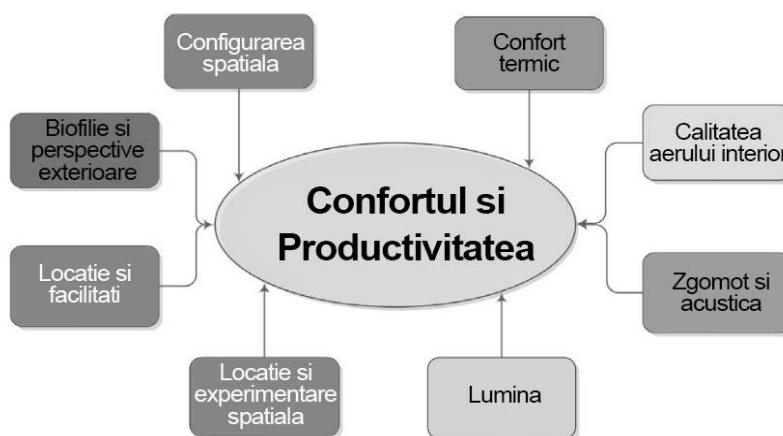 Configurarea
spatiala
Confort
termic
Biofilie si
perspective
exterioare
Calitatea
aerului interior
Confortul si
Productivitatea
Locatie si
facilitati
Zgomot si
acustica
Locatie si
experimentare
spatiala
Lumina